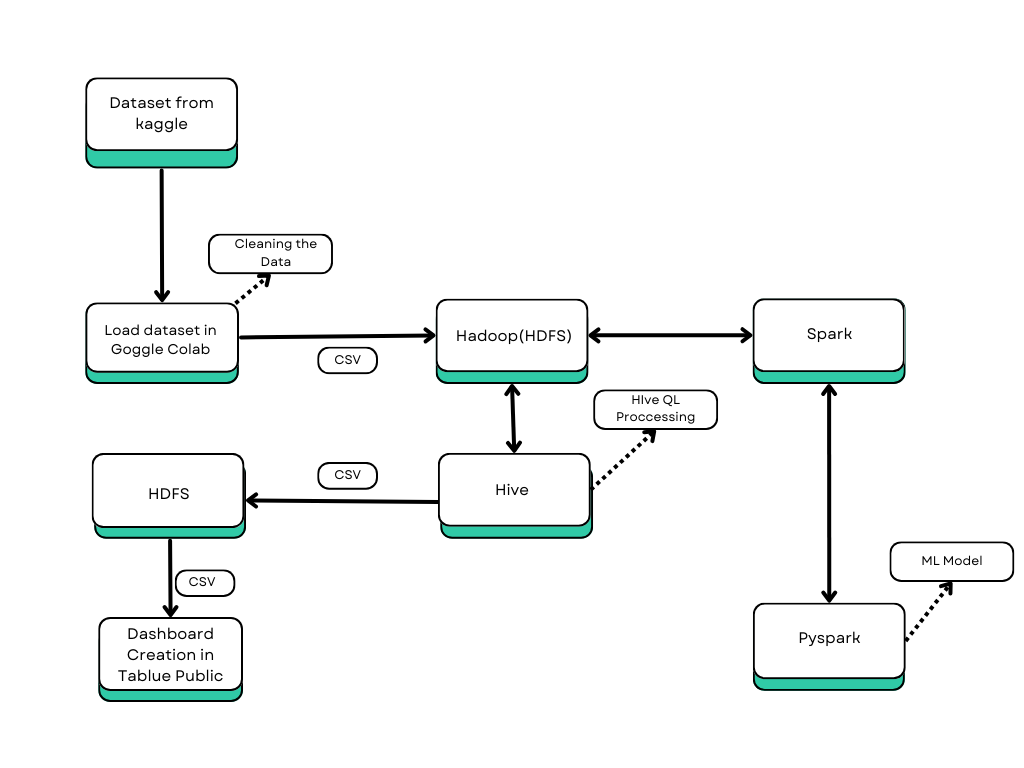 Dataset from
kaggle
Cleaning the
Data
Load dataset in
Goggle Colab
CSV
Hadoop(HDFS)
Spark
HIve QL
Proccessing
HDFS
CSV
Hive
CSV
ML Model
Dashboard
Creation in
Tablue Public
Pyspark